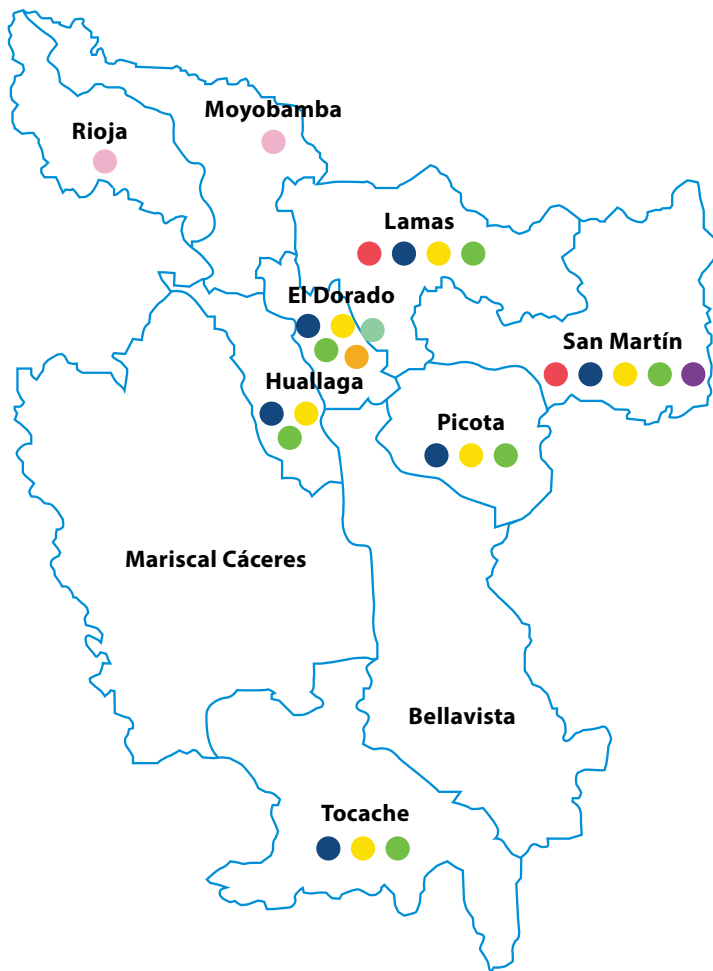 Moyobamba
Rioja
Lamas
El Dorado
San Martín
Huallaga
Picota
Mariscal Cáceres
Bellavista
Tocache